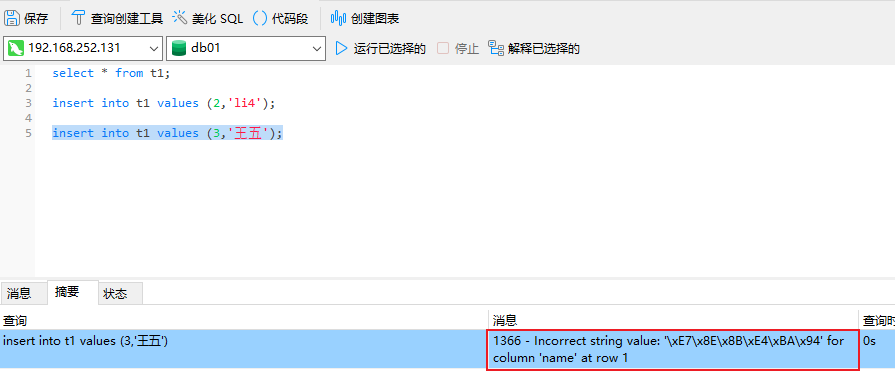 保存 查询创建工具 美化 SQL 代码段 创建图表
192.168.252.131 db01 运行已选择的 停止 解释已选择的
1 select * from t1;
2
3 insert into t1 values (2,'li4');
4
5 insert into t1 values (3,'王五');
消息 摘要 状态
查询 消息 查询时
insert into t1 values (3,'王五') 1366 - Incorrect string value: '\xE7\x8E\x8B\xE4\xBA\x94' for 0s
column 'name' at row 1